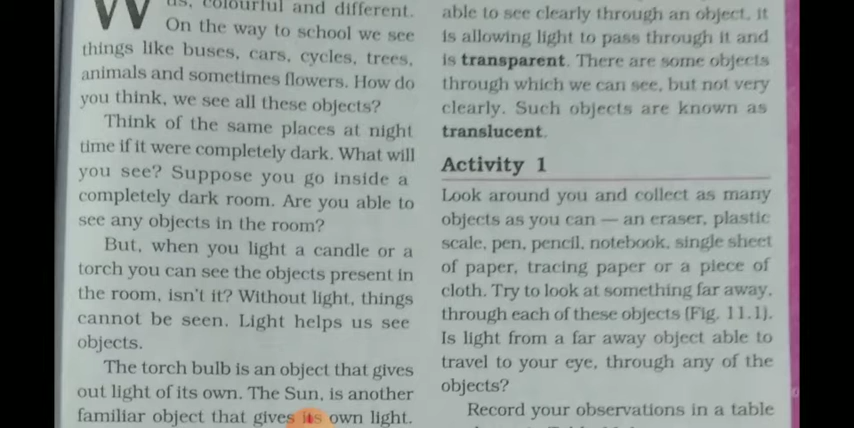 W us, colourful and different.
On the way to school we see
things like buses, cars, cycles, trees,
animals and sometimes flowers. How do
you think, we see all these objects?
Think of the same places at night
time if it were completely dark. What will
you see? Suppose you go inside a
completely dark room. Are you able to
see any objects in the room?
But, when you light a candle or a
torch you can see the objects present in
the room, isn't it? Without light, things
cannot be seen. Light helps us see
objects.
The torch bulb is an object that gives
out light of its own. The Sun, is another
familiar object that gives its own light.
able to see clearly through an object, it
is allowing light to pass through it and
is transparent. There are some objects
through which we can see, but not very
clearly. Such objects are known as
translucent.
Activity 1
Look around you and collect as many
objects as you can — an eraser, plastic
scale, pen, pencil, notebook, single sheet
of paper, tracing paper or a piece of
cloth. Try to look at something far away,
through each of these objects (Fig. 11.1).
Is light from a far away object able to
travel to your eye, through any of the
objects?
Record your observations in a table